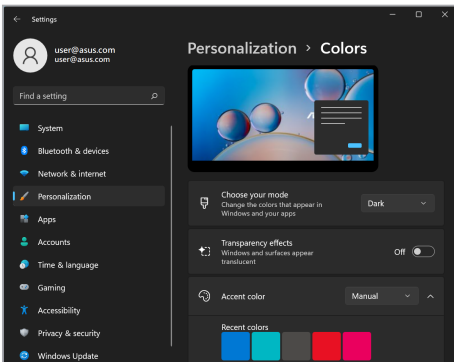 Settings
user@asus.com
user@asus.com
Find a setting
System
Bluetooth & devices
Network & internet
Personalization
Apps
Accounts
Time & language
Gaming
Accessibility
Privacy & security
Windows Update
Personalization > Colors
Choose your mode
Change the colors that appear in
Windows and your apps
Dark
Transparency effects
Windows and surfaces appear
translucent
Off
Accent color
Manual
Recent colors